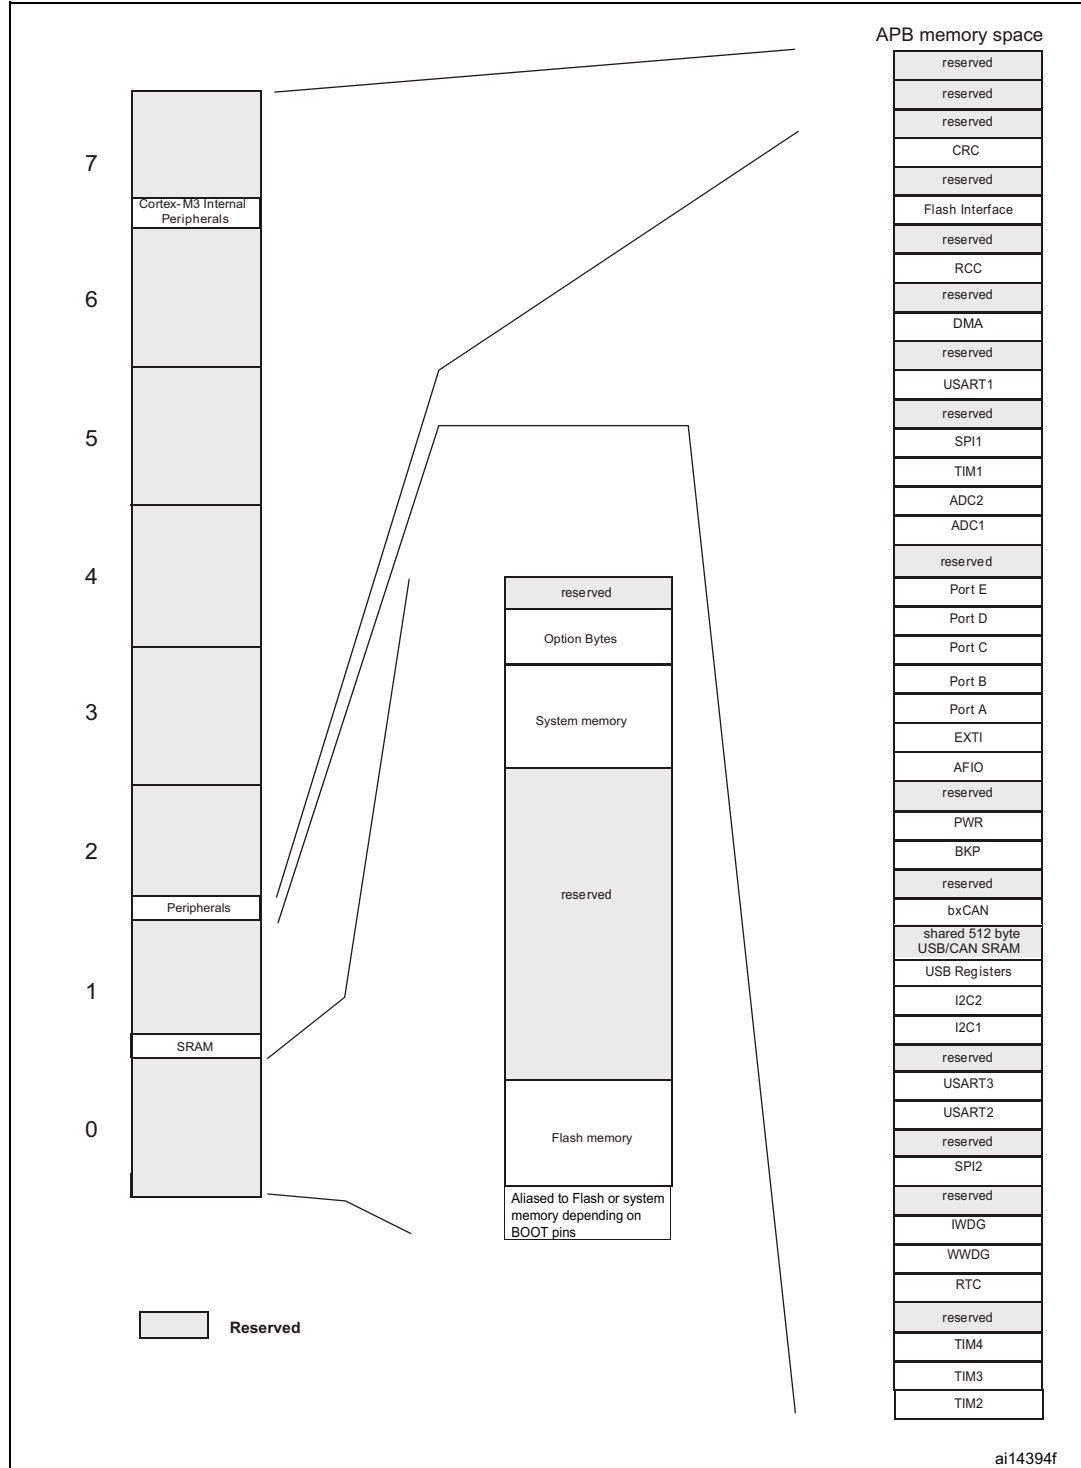 APB memory space
7
Cortex-M3 Internal
Peripherals
6
5
4
3
2
Peripherals
1
SRAM
0
Reserved
reserved
Option Bytes
System memory
reserved
Flash memory
Aliased to Flash or system
memory depending on
BOOT pins
reserved
reserved
reserved
CRC
reserved
Flash Interface
reserved
RCC
reserved
DMA
reserved
USART1
reserved
SPI1
TIM1
ADC2
ADC1
reserved
Port E
Port D
Port C
Port B
Port A
EXTI
AFIO
reserved
PWR
BKP
reserved
bxCAN
shared 512 byte
USB/CAN SRAM
USB Registers
I2C2
I2C1
reserved
USART3
USART2
reserved
SPI2
reserved
IWDG
WWDG
RTC
reserved
TIM4
TIM3
TIM2
ai14394f